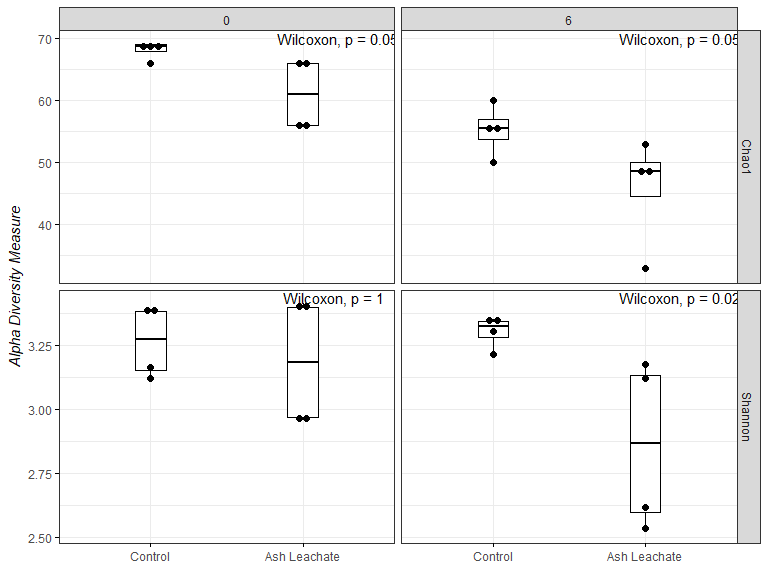 0
6
70
60
50
40
Wilcoxon, p = 0.05
Wilcoxon, p = 0.05
Chao1
Alpha Diversity Measure
3.25
3.00
2.75
2.50
Wilcoxon, p = 1
Wilcoxon, p = 0.02
Shannon
Control
Ash Leachate
Control
Ash Leachate